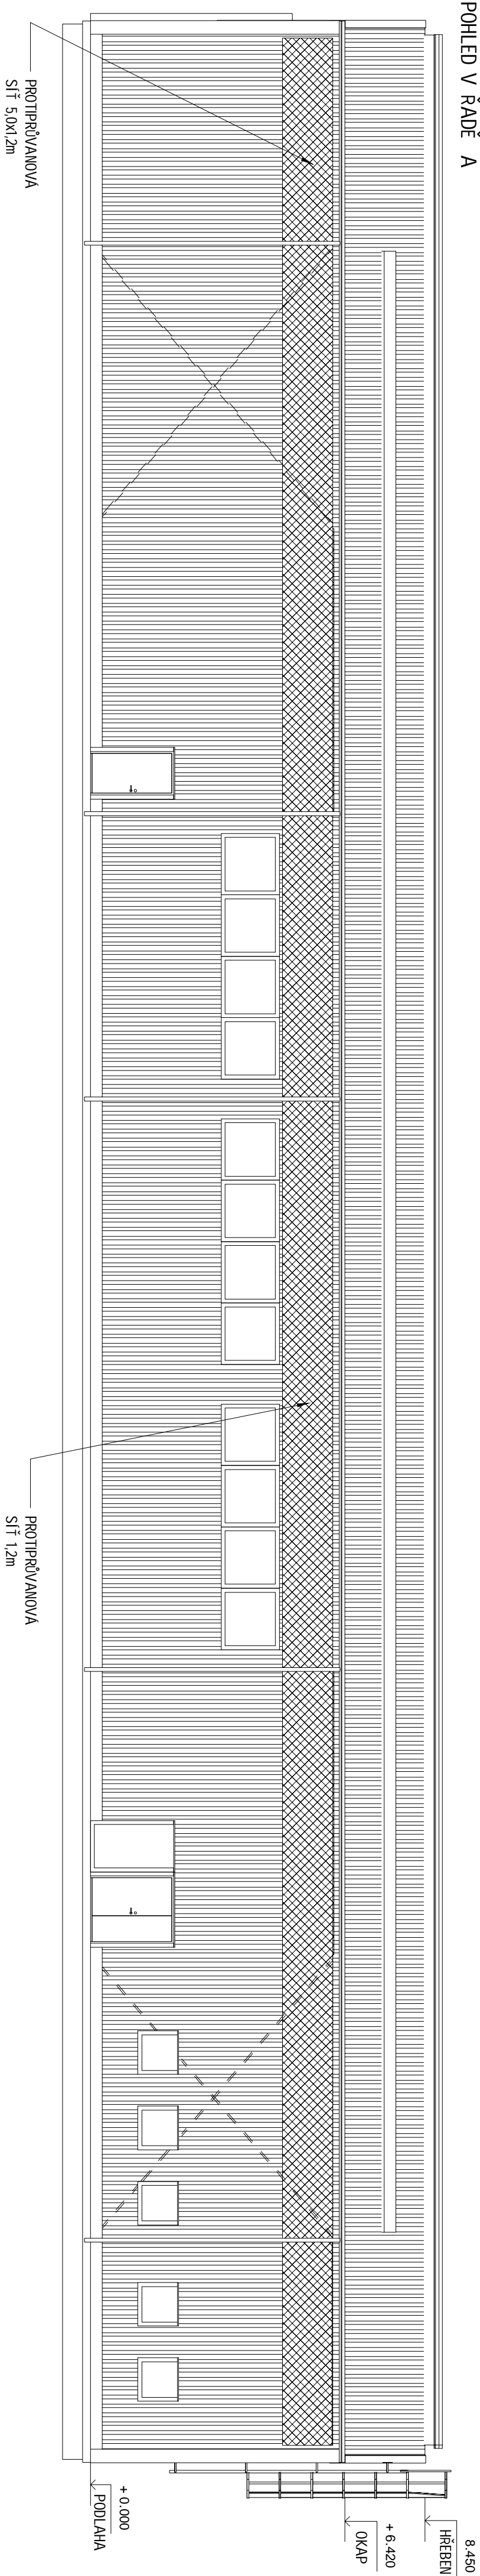 POHLED V ŘADĚ A
PROTIPRŮVANOVÁ
SÍŤ 5,0x1,2m
PROTIPRŮVANOVÁ
SÍŤ 1,2m
8.450
HŘEBEN
+ 6.420
OKAP
+ 0.000
PODLAHA